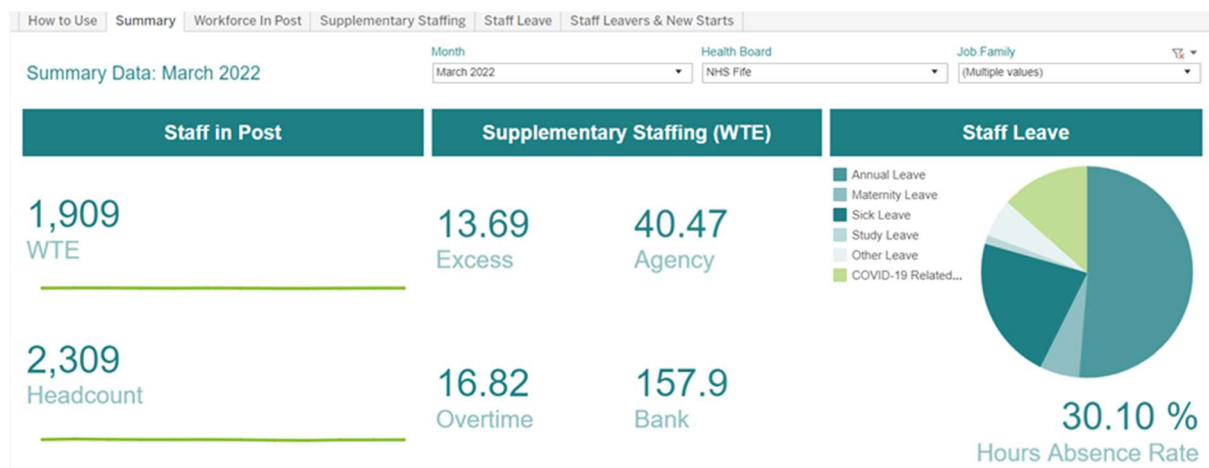 How to Use Summary Workforce In Post Supplementary Staffing Staff Leave Staff Leavers & New Starts
Summary Data: March 2022
Month
March 2022
Health Board
NHS Fife
Job Family
(Multiple values)
Staff in Post
1,909
WTE
2,309
Headcount
Supplementary Staffing (WTE)
13.69
Excess
40.47
Agency
16.82
Overtime
157.9
Bank
Staff Leave
Annual Leave
Maternity Leave
Sick Leave
Study Leave
Other Leave
COVID-19 Related...
30.10 %
Hours Absence Rate